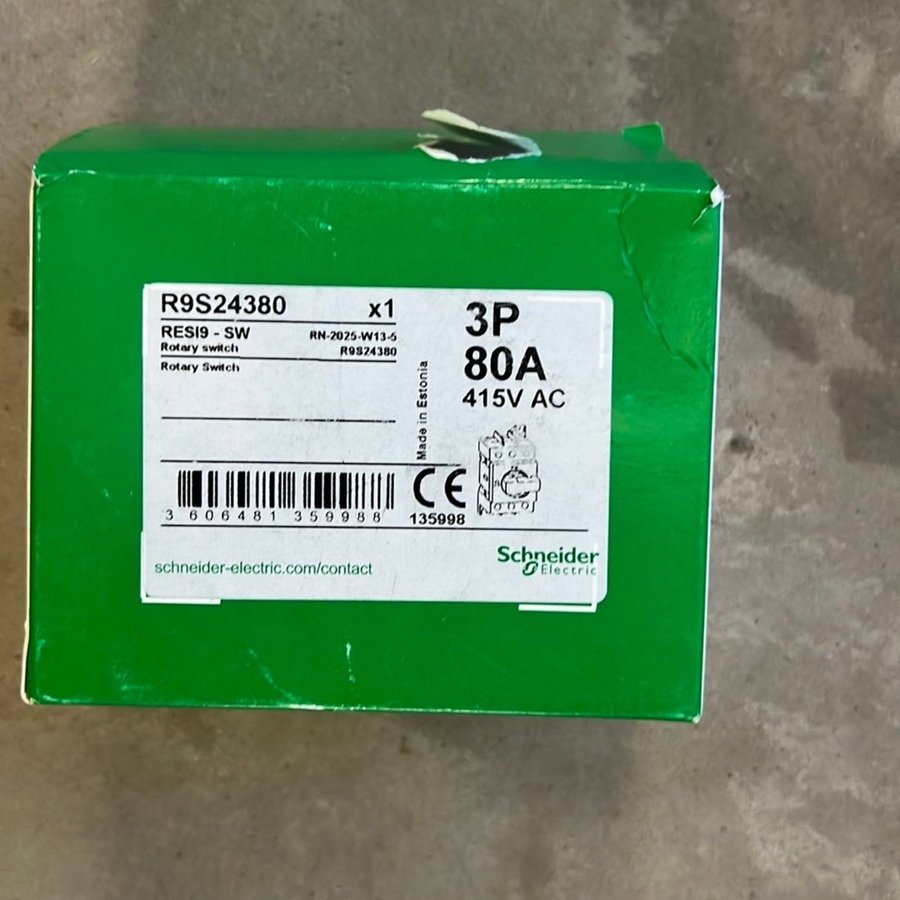 R9S24380 x1
RESI9 - SW RN-2025-W13-5
Rotary switch R9S24380
Rotary Switch
3P
80A
415V AC
Made in Estonia
3 606481 359988
CE
135998
schneider-electric.com/contact
Schneider
Electric